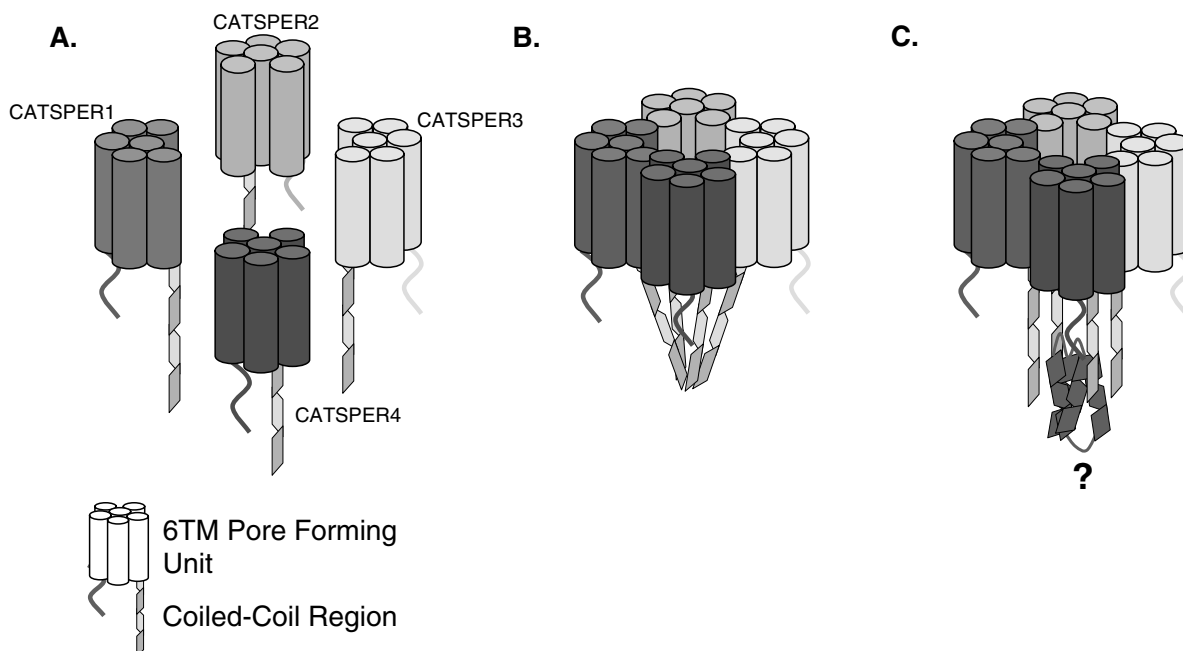 A.
CATSPER2
B.
C.
CATSPER1
CATSPER3
CATSPER4
?
6TM Pore Forming
Unit
Coiled-Coil Region